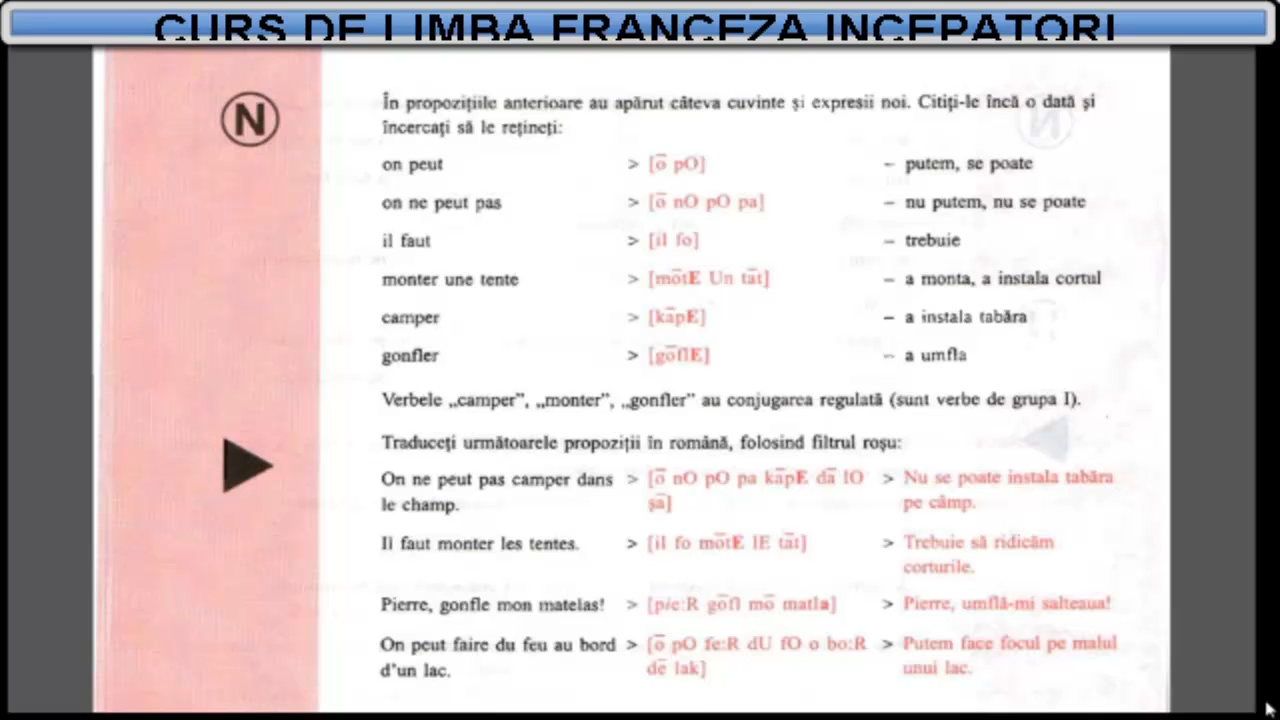 CURS DE LIMBA FRANCEZA INCEPATORI
N
În propozițiile anterioare au apărut câteva cuvinte și expresii noi. Citiți-le încă o dată și
încercați să le rețineți:
on peut > [õ pO] – putem, se poate
on ne peut pas > [õ nO pO pa] – nu putem, nu se poate
il faut > [il fo] – trebuie
monter une tente > [mõtE Un tãt] – a monta, a instala cortul
camper > [kãpE] – a instala tabăra
gonfler > [gõflE] – a umfla
Verbele „camper”, „monter”, „gonfler” au conjugarea regulată (sunt verbe de grupa I).
Traduceți următoarele propoziții în română, folosind filtrul roșu:
On ne peut pas camper dans > [õ nO pO pa kãpE dã lO > Nu se poate instala tabăra
le champ. șã] pe câmp.
Il faut monter les tentes. > [il fo mõtE lE tãt] > Trebuie să ridicăm
corturile.
Pierre, gonfle mon matelas! > [pie:R gõfl mõ matla] > Pierre, umflă-mi salteaua!
On peut faire du feu au bord > [õ pO fe:R dU fO o bo:R > Putem face focul pe malul
d'un lac. dẽ lak] unui lac.